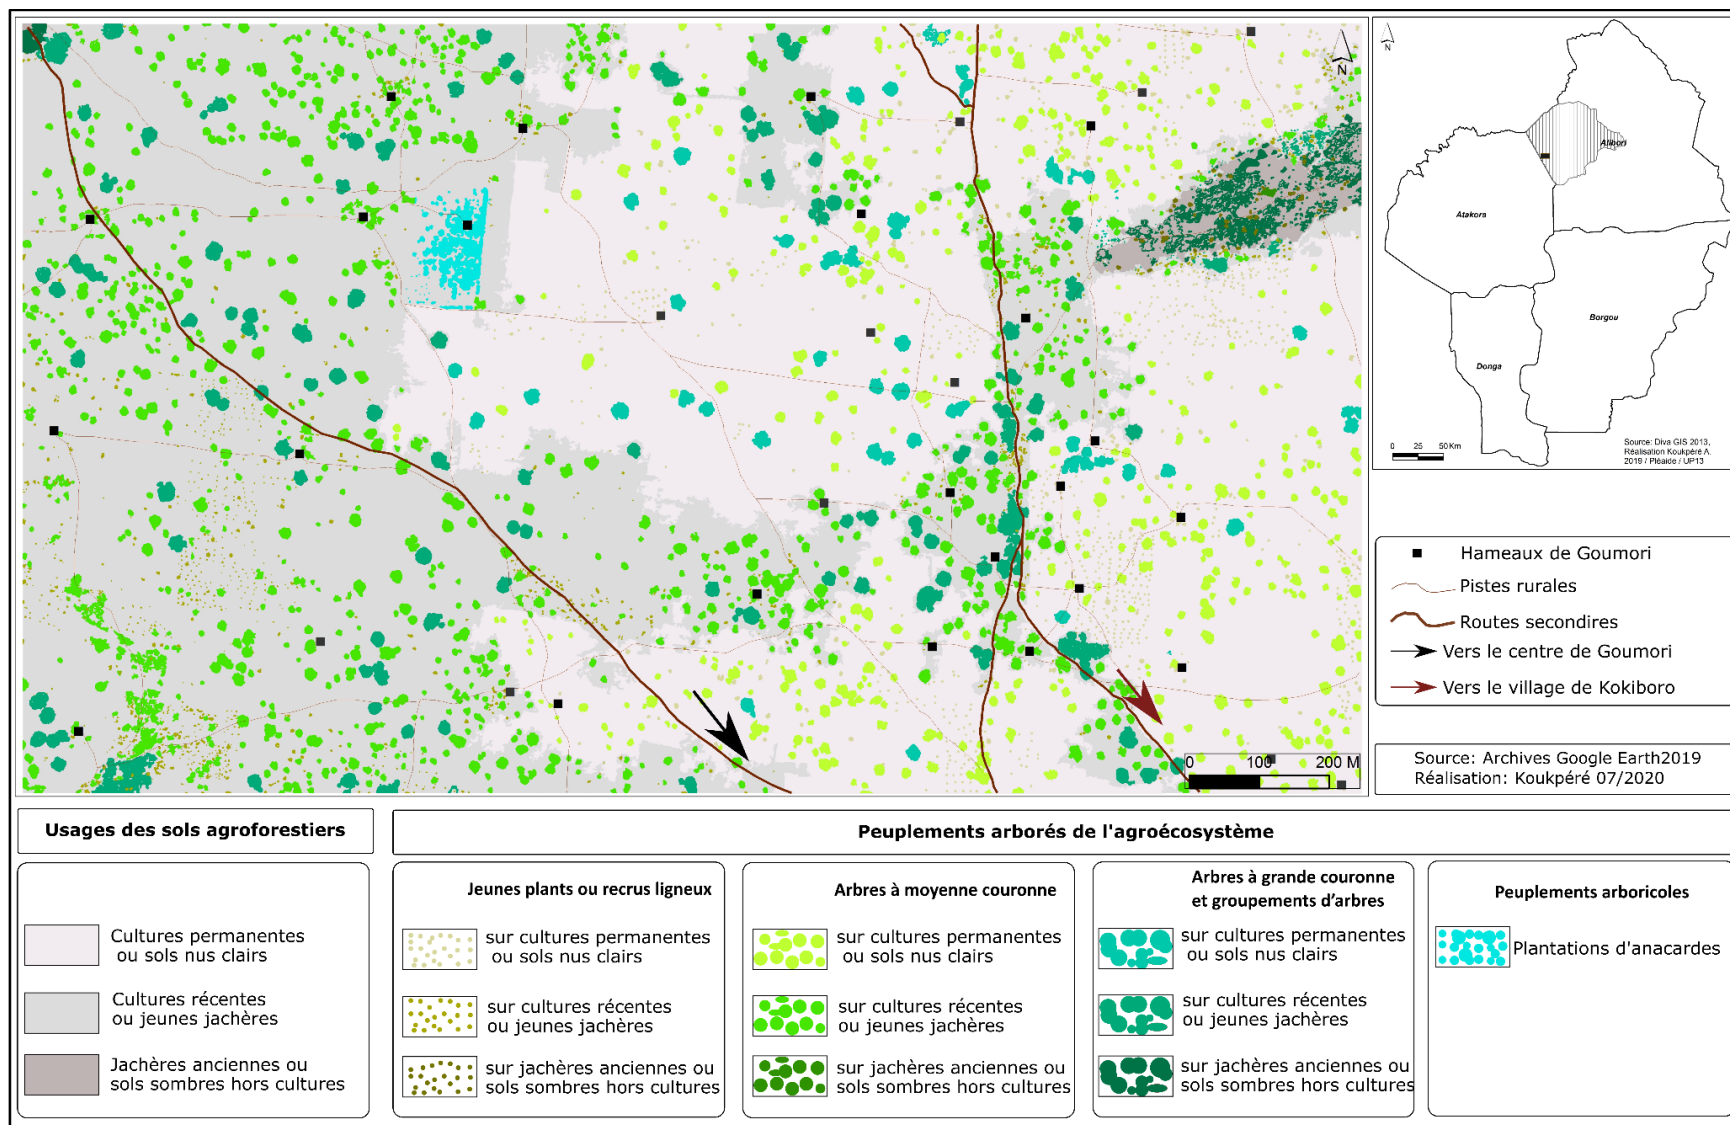 N
0 100 200 M
N
Alibori
Atakora
Borgou
Donga
0 25 50 Km
Source: Diva GIS 2013,
Réalisation Koukpéré A.
2019 / Pléaide / UP13
Hameaux de Goumori
Pistes rurales
Routes secondires
Vers le centre de Goumori
Vers le village de Kokiboro
Source: Archives Google Earth2019
Réalisation: Koukpéré 07/2020
Usages des sols agroforestiers
Cultures permanentes
ou sols nus clairs
Cultures récentes
ou jeunes jachères
Jachères anciennes ou
sols sombres hors cultures
Peuplements arborés de l'agroécosystème
Jeunes plants ou recrus ligneux
sur cultures permanentes
ou sols nus clairs
sur cultures récentes
ou jeunes jachères
sur jachères anciennes ou
sols sombres hors cultures
Arbres à moyenne couronne
sur cultures permanentes
ou sols nus clairs
sur cultures récentes
ou jeunes jachères
sur jachères anciennes ou
sols sombres hors cultures
Arbres à grande couronne
et groupements d'arbres
sur cultures permanentes
ou sols nus clairs
sur cultures récentes
ou jeunes jachères
sur jachères anciennes ou
sols sombres hors cultures
Peuplements arboricoles
Plantations d'anacardes